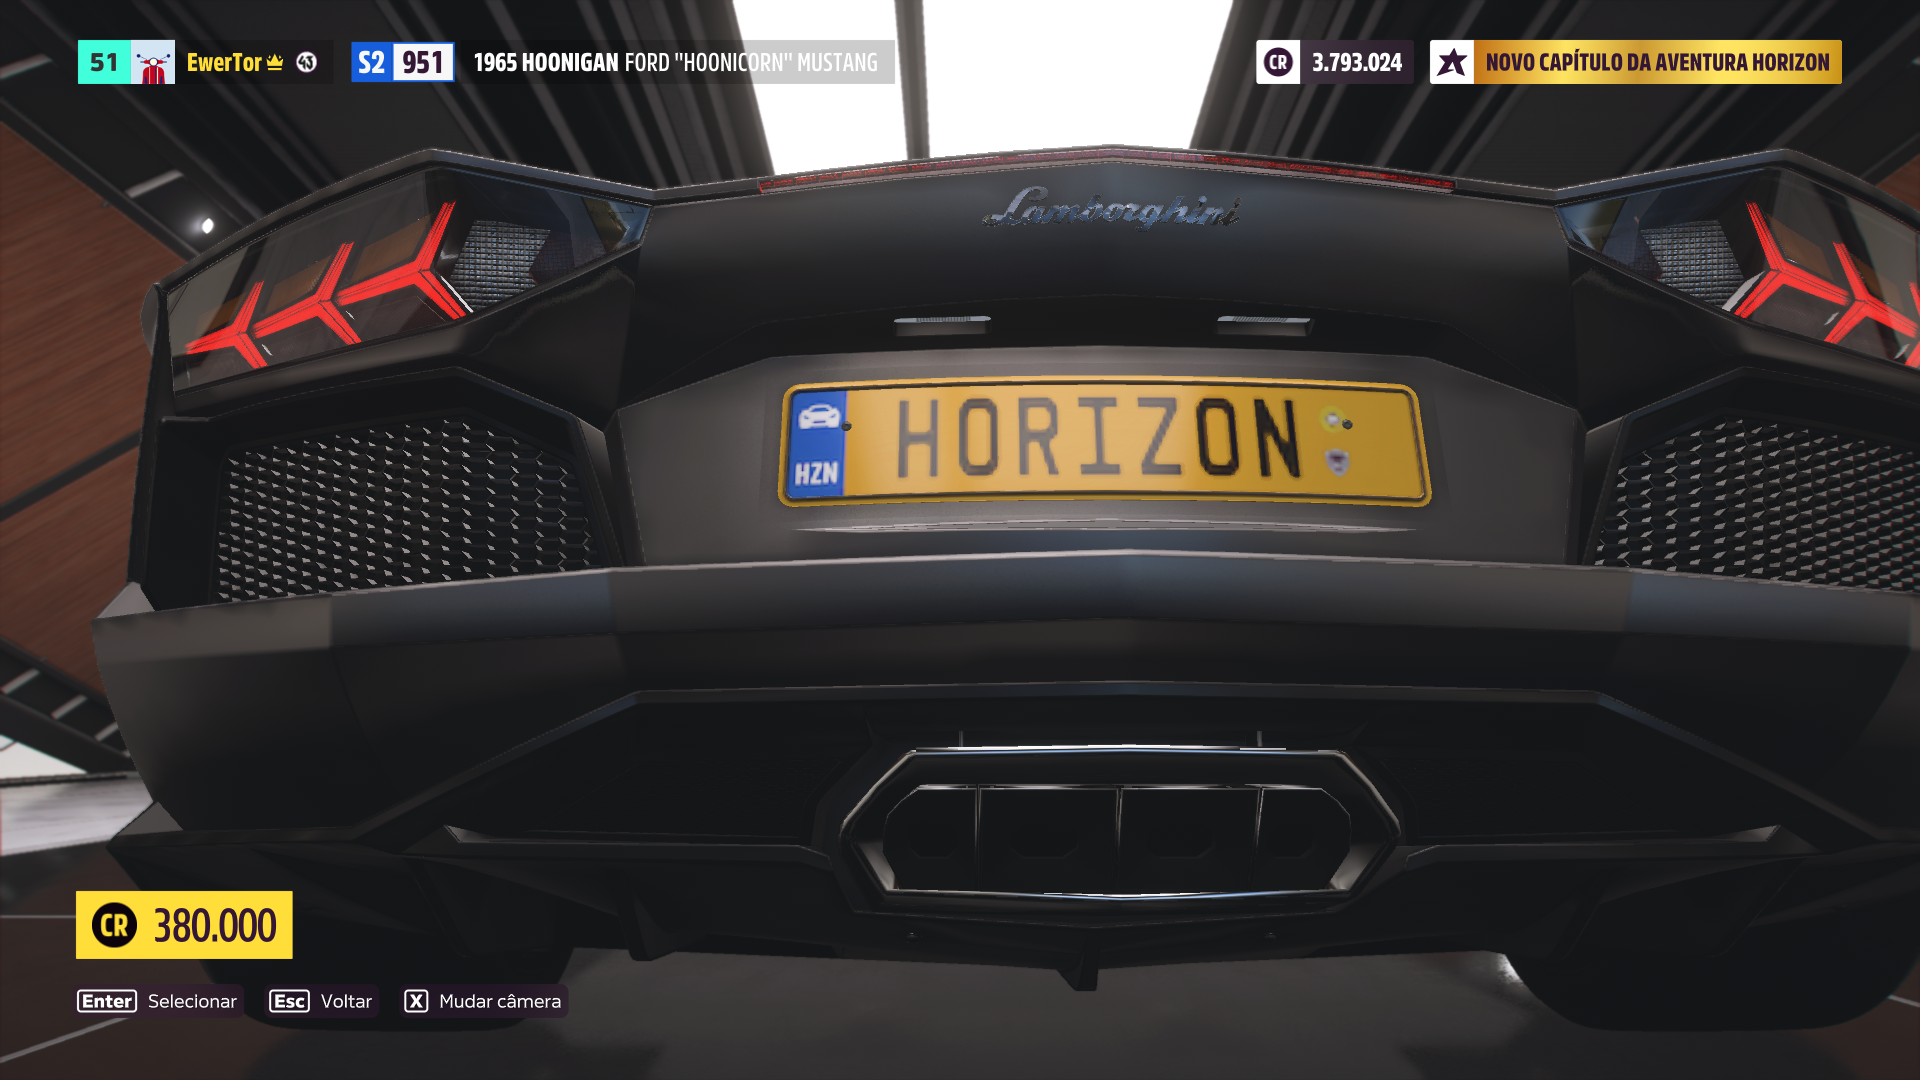 51 EwerTor 43 S2 951 1965 HOONIGAN FORD "HOONICORN" MUSTANG
CR 3.793.024 NOVO CAPÍTULO DA AVENTURA HORIZON
Lamborghini
HZN HORIZON
CR 380.000
Enter Selecionar Esc Voltar X Mudar câmera